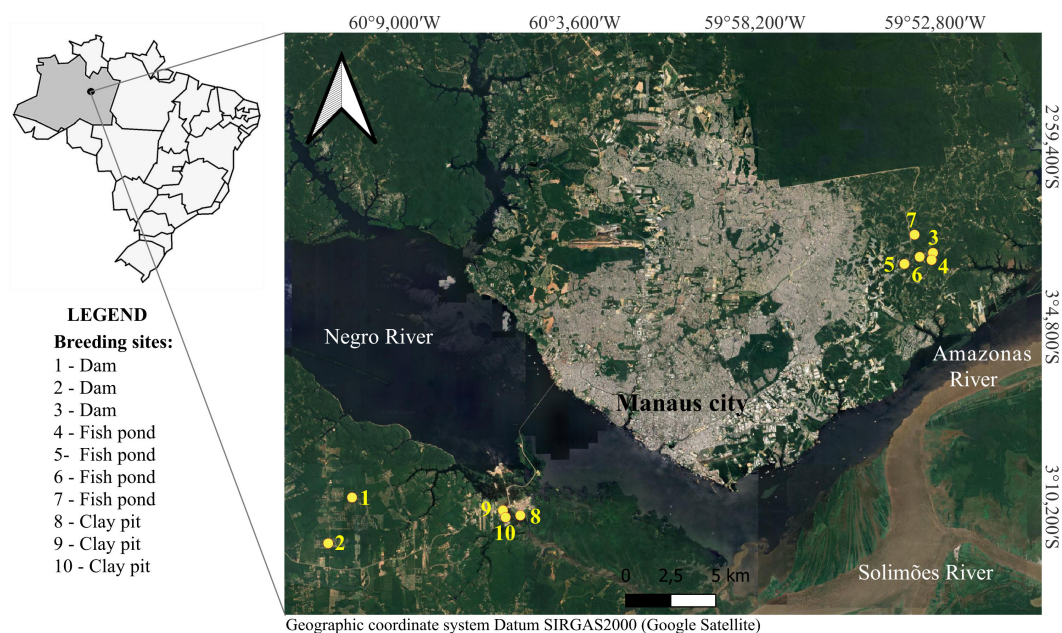 60°9,000'W
60°3,600'W
59°58,200'W
59°52,800'W
2°59,400'S
3°4,800'S
3°10,200'S
7
3
5
6
4
Negro River
Amazonas
River
Manaus city
1
2
9
8
10
Solimões River
0 2,5 5 km
LEGEND
Breeding sites:
1 - Dam
2 - Dam
3 - Dam
4 - Fish pond
5- Fish pond
6 - Fish pond
7 - Fish pond
8 - Clay pit
9 - Clay pit
10 - Clay pit
Geographic coordinate system Datum SIRGAS2000 (Google Satellite)